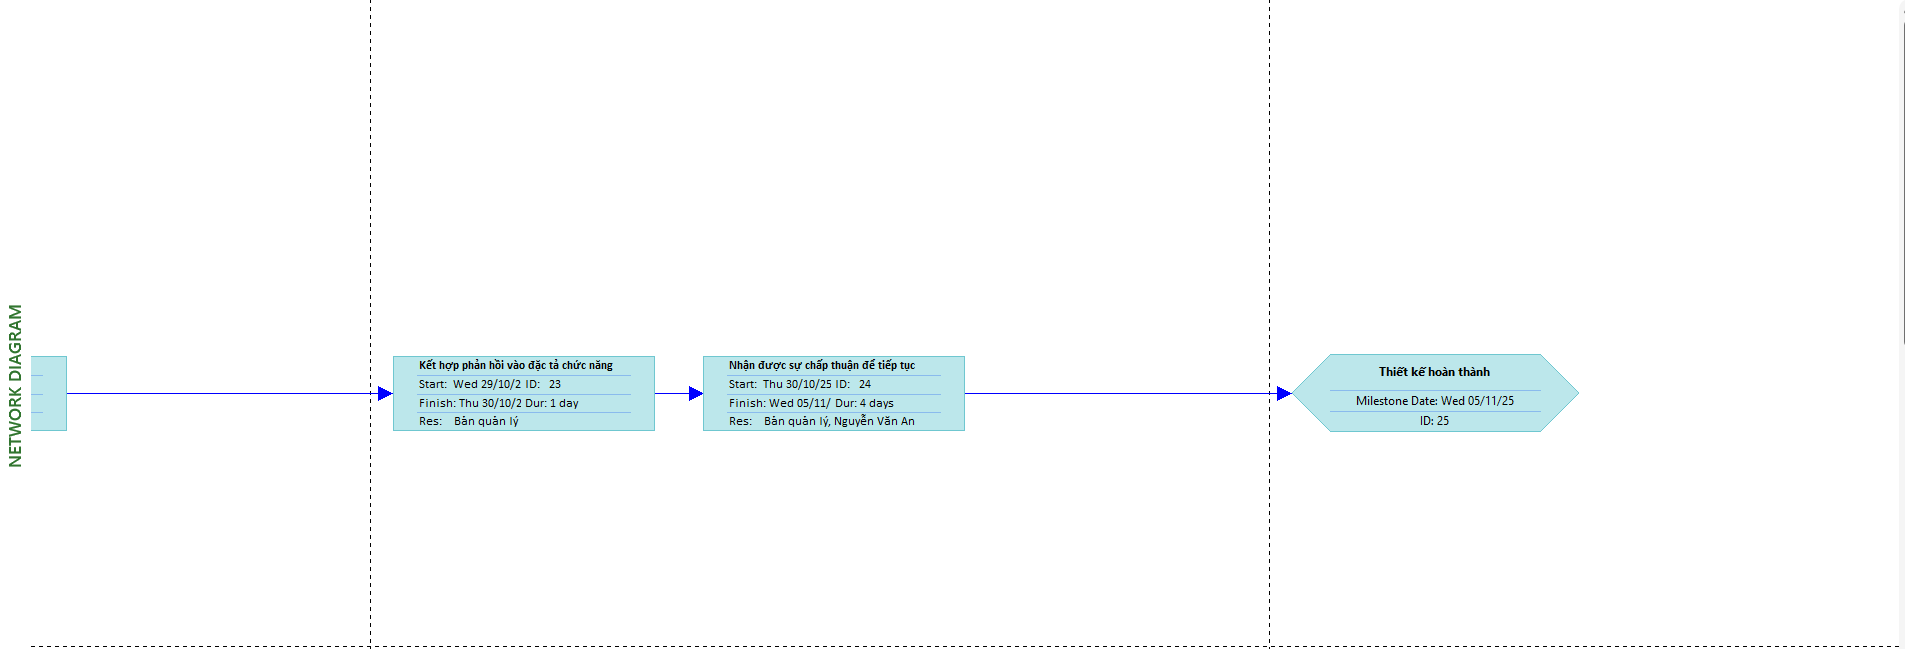 NETWORK DIAGRAM
Kết hợp phản hồi vào đặc tả chức năng
Start: Wed 29/10/2 ID: 23
Finish: Thu 30/10/2 Dur: 1 day
Res: Bản quản lý
Nhận được sự chấp thuận để tiếp tục
Start: Thu 30/10/25 ID: 24
Finish: Wed 05/11/ Dur: 4 days
Res: Bản quản lý, Nguyễn Văn An
Thiết kế hoàn thành
Milestone Date: Wed 05/11/25
ID: 25